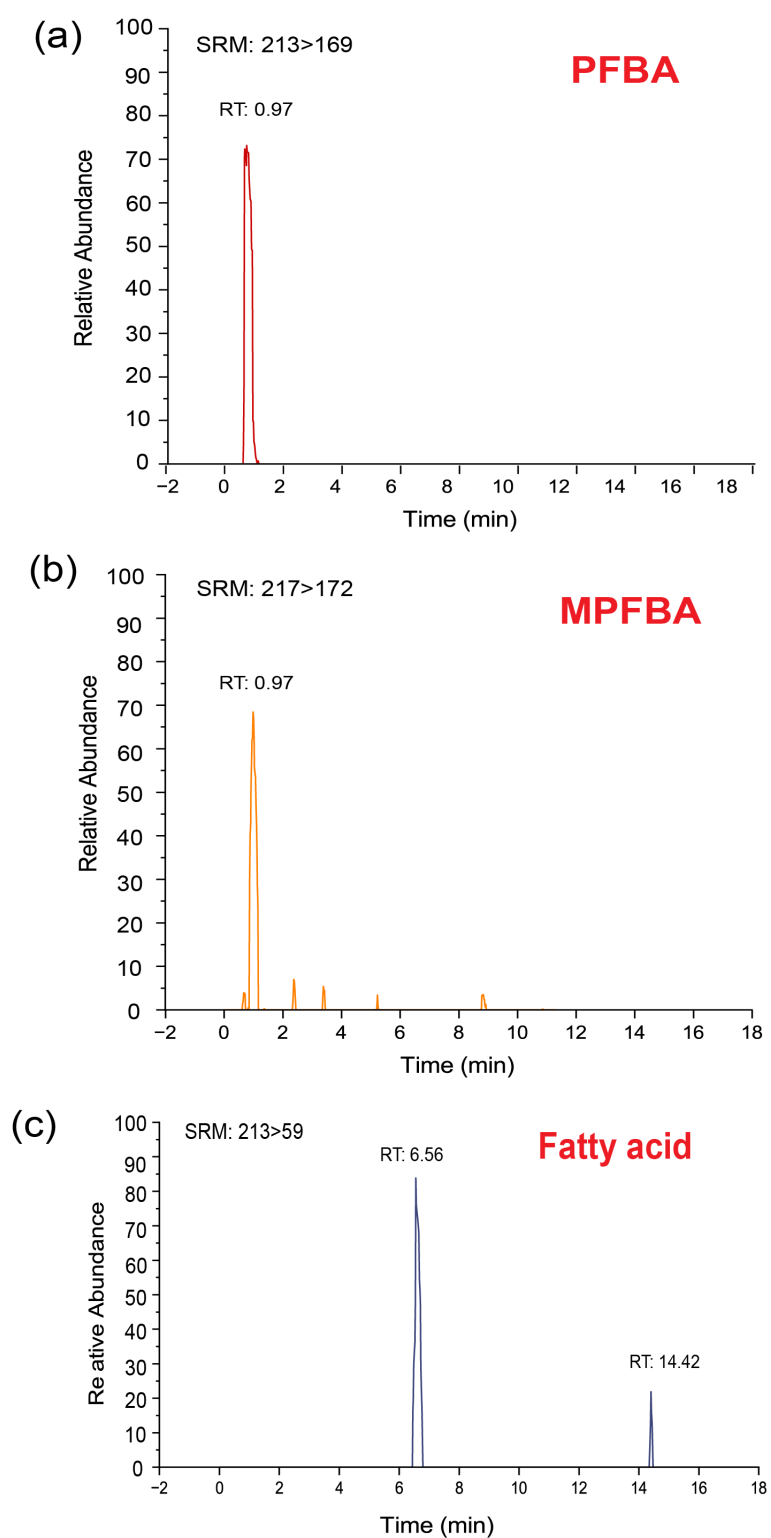 (a)
SRM: 213>169
PFBA
RT: 0.97
100
90
80
70
60
50
40
30
20
10
0
Relative Abundance
−2 0 2 4 6 8 10 12 14 16 18
Time (min)
(b)
SRM: 217>172
MPFBA
RT: 0.97
100
90
80
70
60
50
40
30
20
10
0
Relative Abundance
−2 0 2 4 6 8 10 12 14 16 18
Time (min)
(c)
SRM: 213>59
Fatty acid
RT: 6.56
RT: 14.42
100
90
80
70
60
50
40
30
20
10
0
Relative Abundance
−2 0 2 4 6 8 10 12 14 16 18
Time (min)